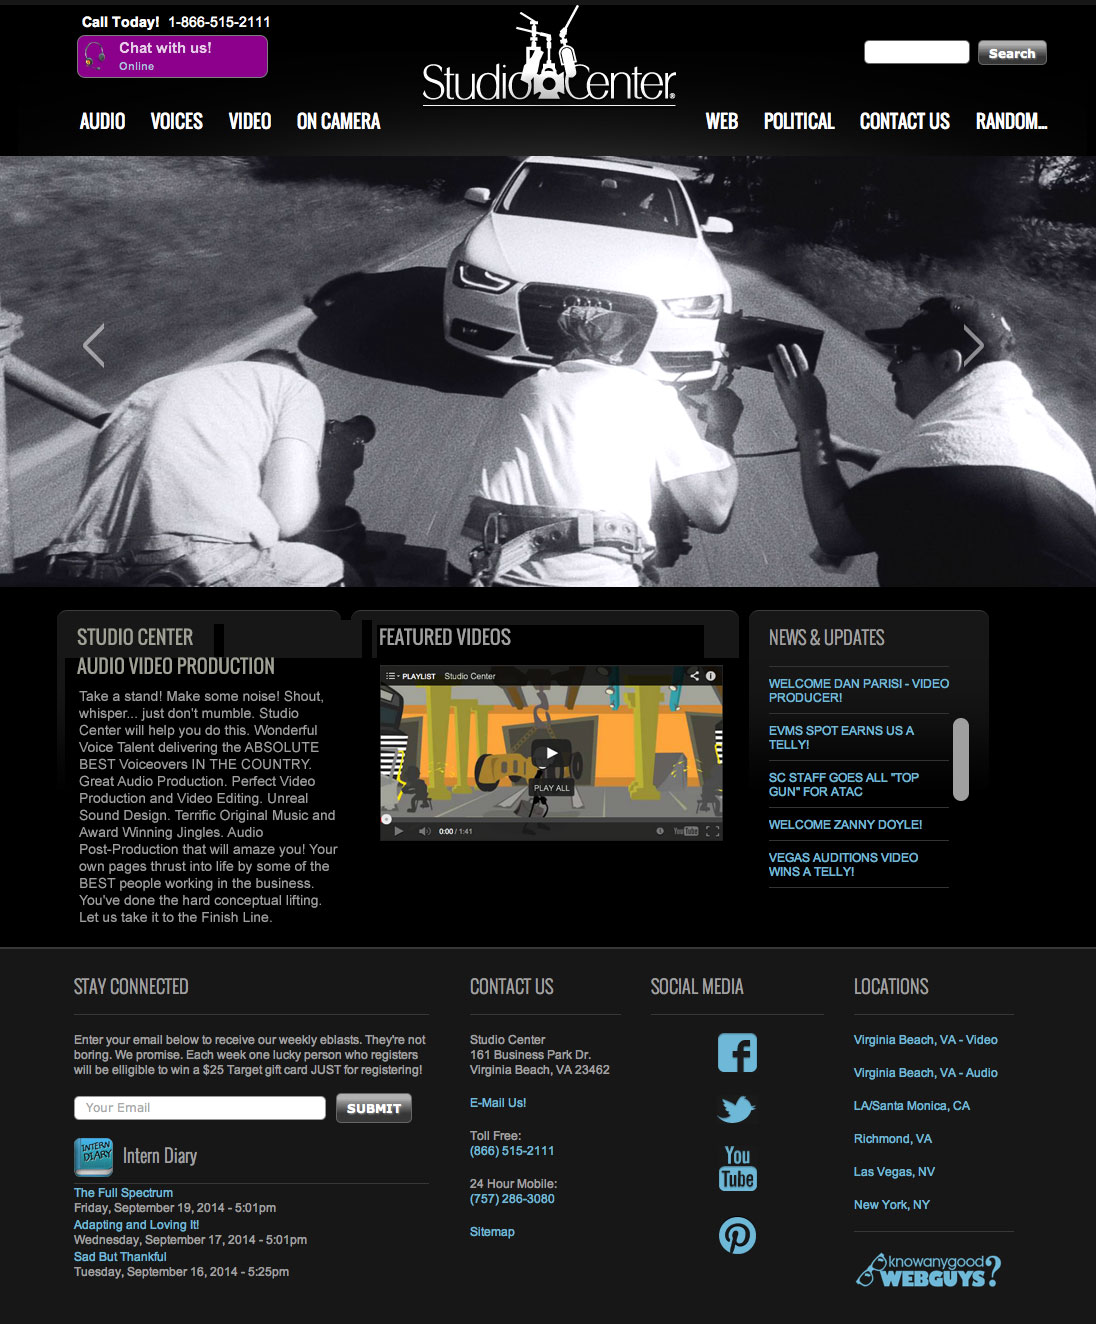 Call Today! 1-866-515-2111
Chat with us!
Online
StudioCenter®
Search
AUDIO VOICES VIDEO ON CAMERA WEB POLITICAL CONTACT US RANDOM...
STUDIO CENTER
AUDIO VIDEO PRODUCTION
Take a stand! Make some noise! Shout,
whisper... just don't mumble. Studio
Center will help you do this. Wonderful
Voice Talent delivering the ABSOLUTE
BEST Voiceovers IN THE COUNTRY.
Great Audio Production. Perfect Video
Production and Video Editing. Unreal
Sound Design. Terrific Original Music and
Award Winning Jingles. Audio
Post-Production that will amaze you! Your
own pages thrust into life by some of the
BEST people working in the business.
You've done the hard conceptual lifting.
Let us take it to the Finish Line.
FEATURED VIDEOS
PLAYLIST Studio Center
PLAY ALL
0:00 / 1:41
YouTube
NEWS & UPDATES
WELCOME DAN PARISI - VIDEO
PRODUCER!
EVMS SPOT EARNS US A
TELLY!
SC STAFF GOES ALL "TOP
GUN" FOR ATAC
WELCOME ZANNY DOYLE!
VEGAS AUDITIONS VIDEO
WINS A TELLY!
STAY CONNECTED
Enter your email below to receive our weekly eblasts. They're not
boring. We promise. Each week one lucky person who registers
will be elligible to win a $25 Target gift card JUST for registering!
Your Email
SUBMIT
INTERN
DIARY
Intern Diary
The Full Spectrum
Friday, September 19, 2014 - 5:01pm
Adapting and Loving It!
Wednesday, September 17, 2014 - 5:01pm
Sad But Thankful
Tuesday, September 16, 2014 - 5:25pm
CONTACT US
Studio Center
161 Business Park Dr.
Virginia Beach, VA 23462
E-Mail Us!
Toll Free:
(866) 515-2111
24 Hour Mobile:
(757) 286-3080
Sitemap
SOCIAL MEDIA
You
Tube
LOCATIONS
Virginia Beach, VA - Video
Virginia Beach, VA - Audio
LA/Santa Monica, CA
Richmond, VA
Las Vegas, NV
New York, NY
knowanygood
WEBGUYS?